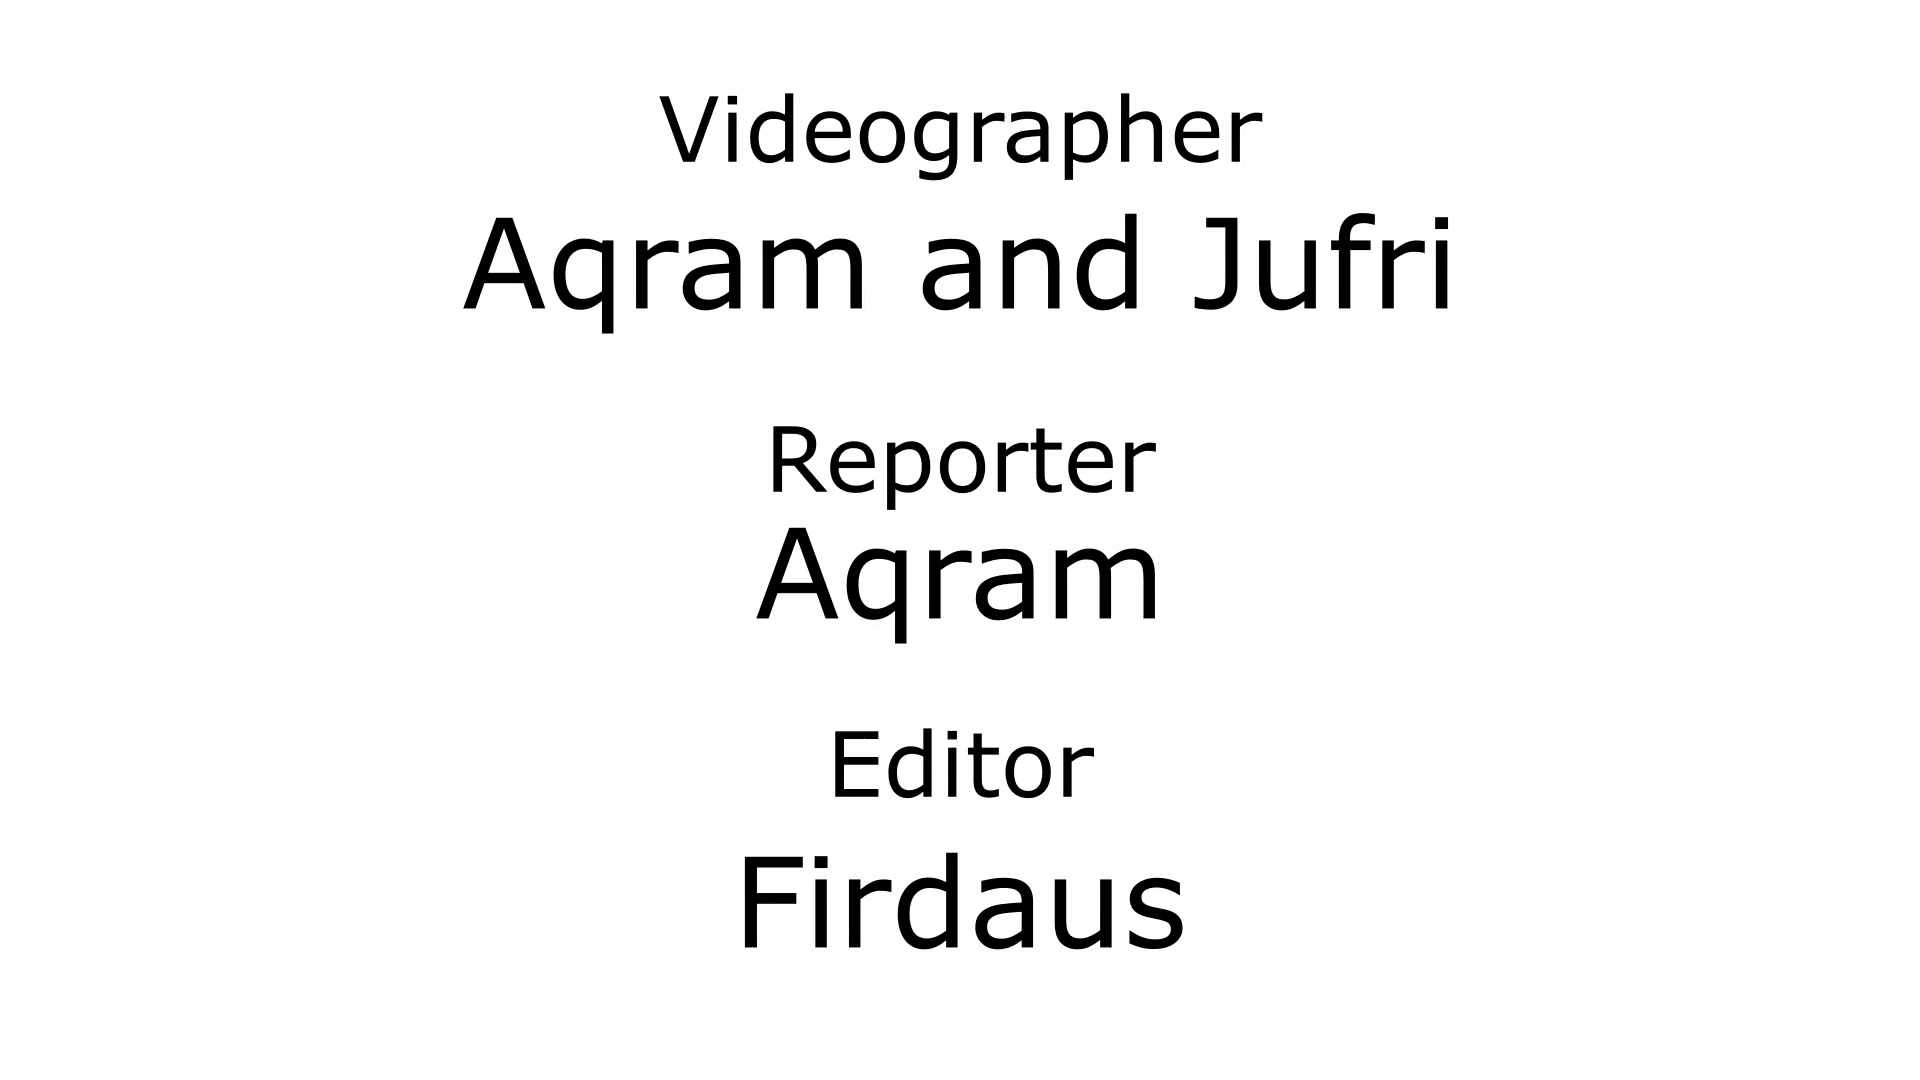 Videographer
Aqram and Jufri
Reporter
Aqram
Editor
Firdaus